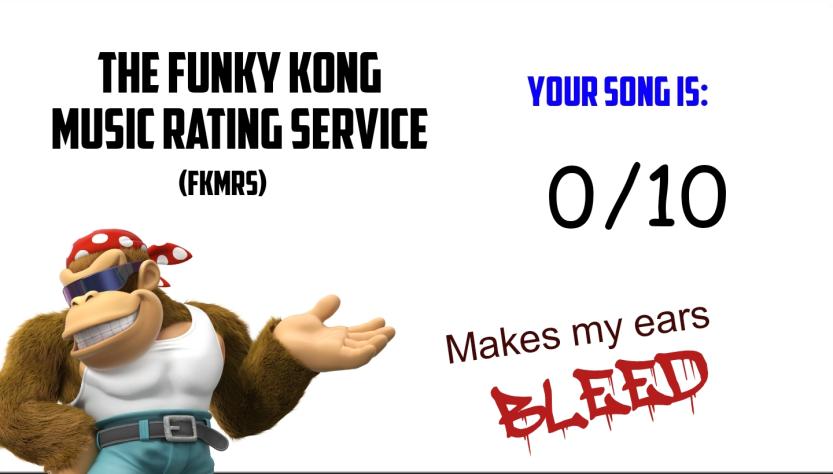 THE FUNKY KONG
MUSIC RATING SERVICE
(FKMRS)
YOUR SONG IS:
0/10
Makes my ears
BLEED